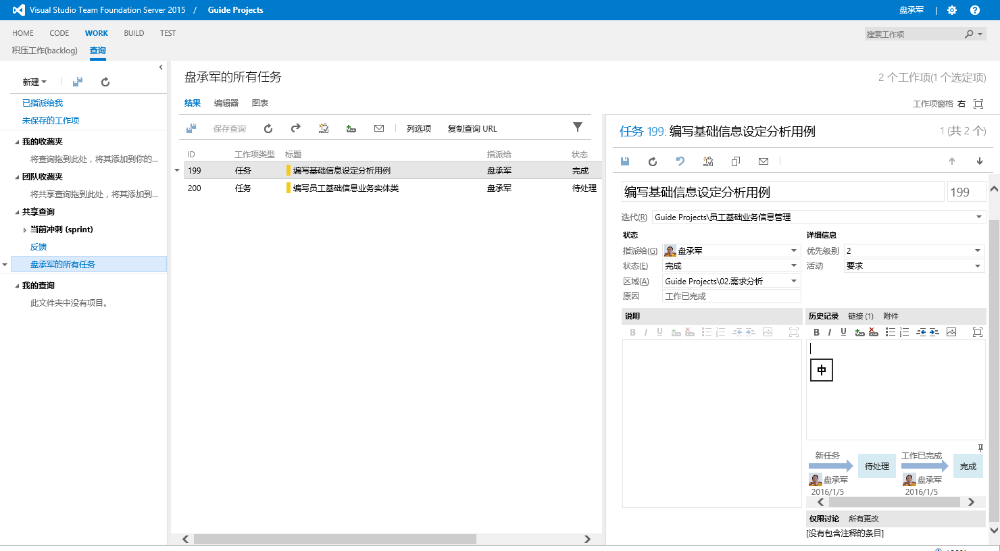 Visual Studio Team Foundation Server 2015 / Guide Projects
盘承军 |
HOME CODE WORK BUILD TEST
搜索工作项
积压工作(backlog) 查询
新建
已指派给我
未保存的工作项
我的收藏夹
将查询拖到此处，将其添加到你的...
团队收藏夹
将共享查询拖到此处，将其添加到...
共享查询
当前冲刺 (sprint)
反馈
盘承军的所有任务
我的查询
此文件夹中没有项目。
盘承军的所有任务
2 个工作项(1 个选定项)
结果 编辑器 图表
工作项窗格 右
保存查询 列选项 复制查询 URL
ID 工作项类型 标题 指派给 状态
199 任务 编写基础信息设定分析用例 盘承军 完成
200 任务 编写员工基础信息业务实体类 盘承军 待处理
任务 199: 编写基础信息设定分析用例
1 (共 2 个)
编写基础信息设定分析用例 199
迭代(R) Guide Projects\员工基础业务信息管理
状态 详细信息
指派给(G) 盘承军 优先级别 2
状态(E) 完成 活动 要求
区域(A) Guide Projects\02.需求分析
原因 工作已完成
说明
B I U
历史记录 链接 (1) 附件
B I U
中
新任务 待处理 工作已完成 完成
盘承军 盘承军
2016/1/5 2016/1/5
仅限讨论 所有更改
[没有包含注释的条目]